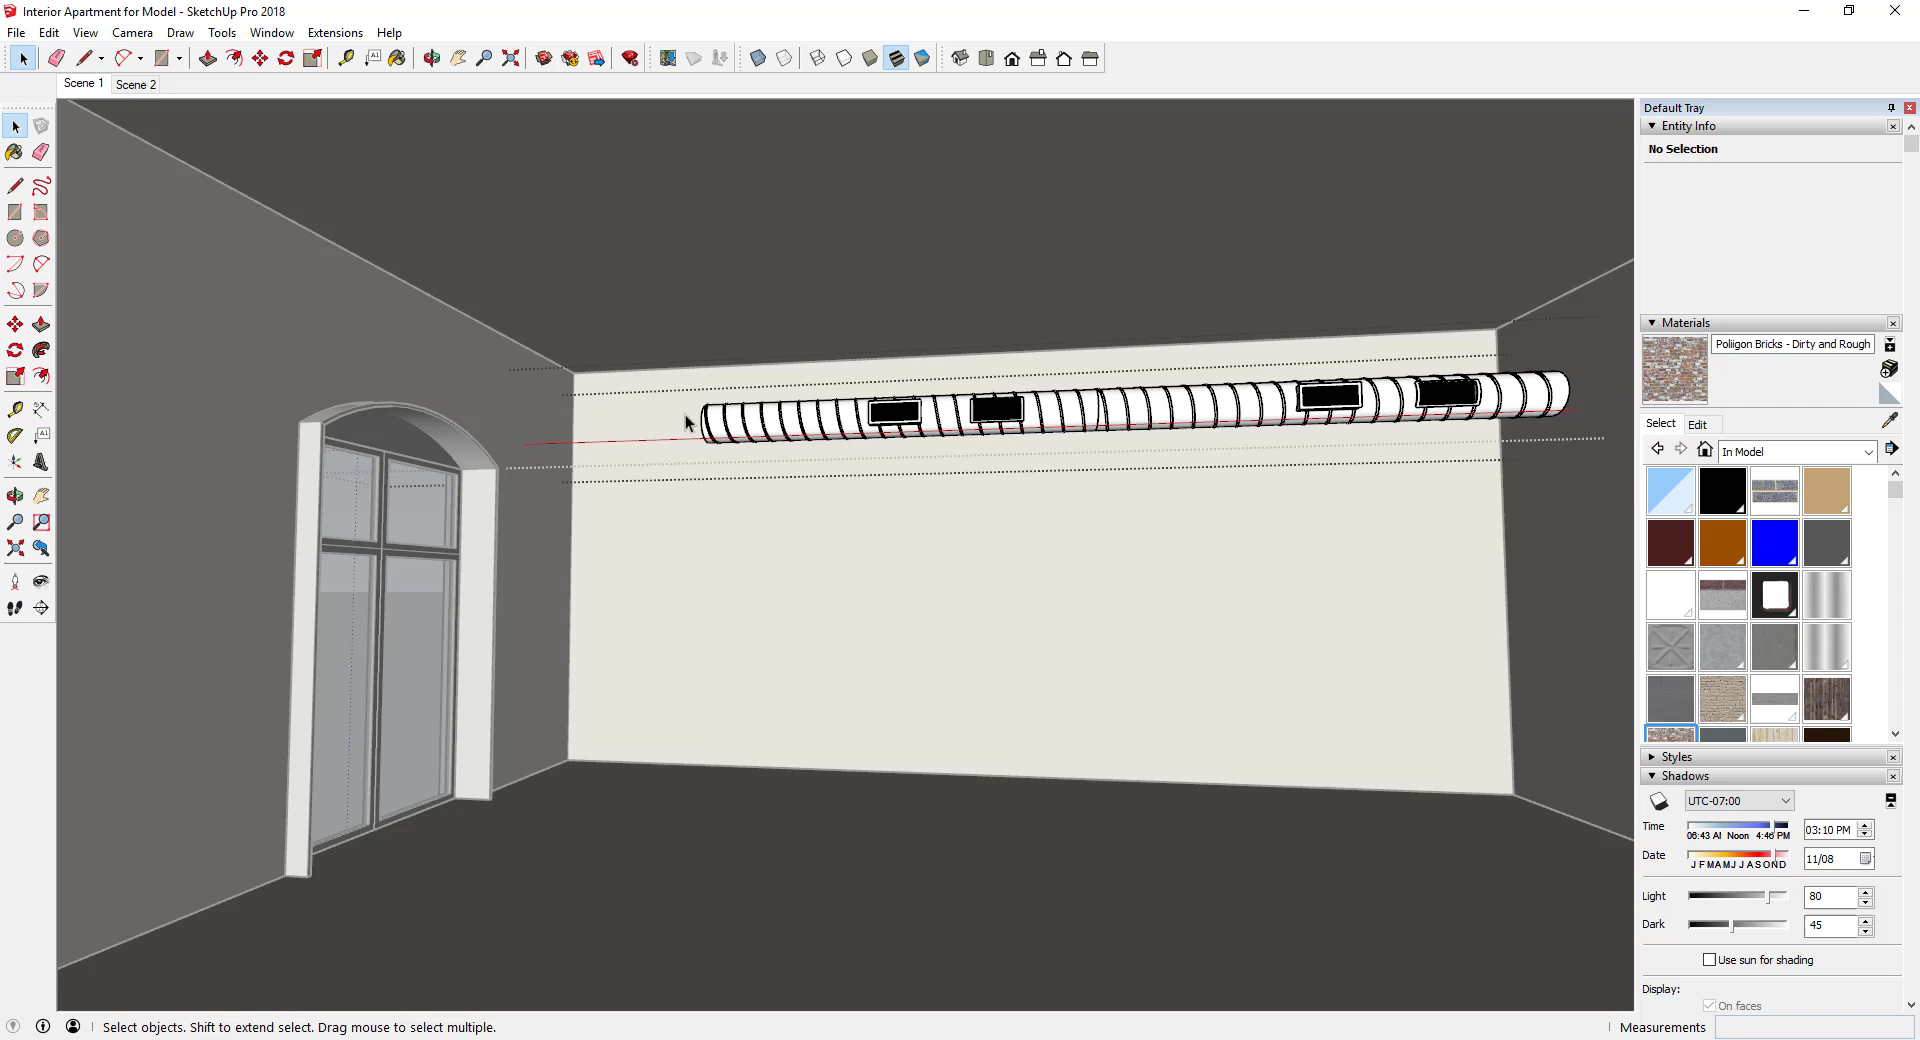 Interior Apartment for Model - SketchUp Pro 2018
File Edit View Camera Draw Tools Window Extensions Help
Scene 1 Scene 2
Default Tray
Entity Info
No Selection
Materials
Poliigon Bricks - Dirty and Rough
Select Edit
In Model
Styles
Shadows
UTC-07:00
Time 06:43 AM Noon 4:46 PM 03:10 PM
Date J F M A M J J A S O N D 11/08
Light 80
Dark 45
Use sun for shading
Display:
On faces
Select objects. Shift to extend select. Drag mouse to select multiple.
Measurements